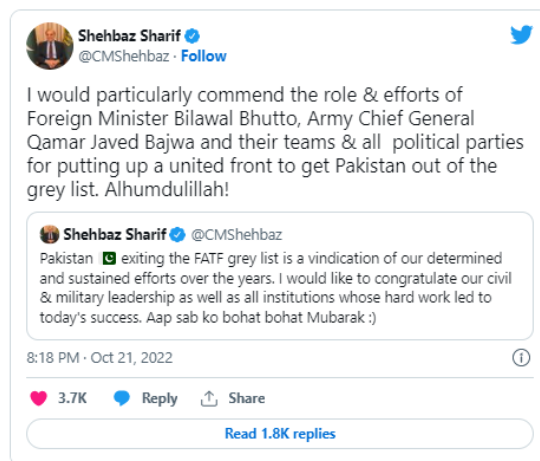 Shehbaz Sharif
@CMShehbaz · Follow
I would particularly commend the role & efforts of
Foreign Minister Bilawal Bhutto, Army Chief General
Qamar Javed Bajwa and their teams & all political parties
for putting up a united front to get Pakistan out of the
grey list. Alhumdulillah!
Shehbaz Sharif @CMShehbaz
Pakistan 🇵🇰 exiting the FATF grey list is a vindication of our determined
and sustained efforts over the years. I would like to congratulate our civil
& military leadership as well as all institutions whose hard work led to
today's success. Aap sab ko bohat bohat Mubarak :)
8:18 PM · Oct 21, 2022
3.7K Reply Share
Read 1.8K replies